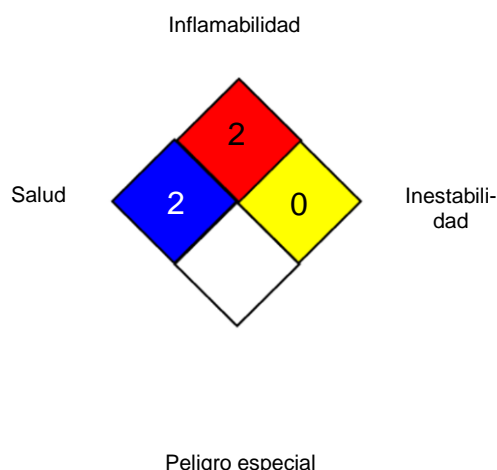 Inflamabilidad
2
Salud
2
0
Inestabili-
dad
Peligro especial